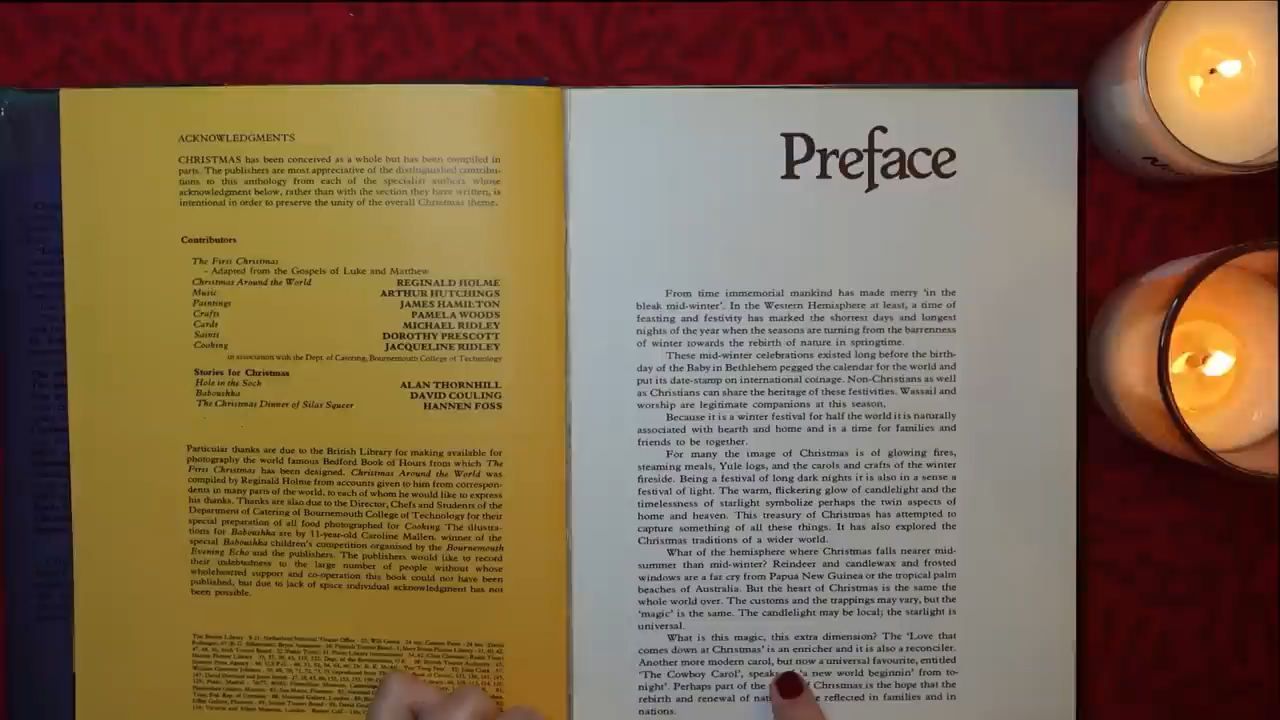 ACKNOWLEDGMENTS
CHRISTMAS has been conceived as a whole but has been compiled in
parts. The publishers are most appreciative of the distinguished contribu-
tions to this anthology from each of the specialist authors whose
acknowledgment below, rather than with the section they have written, is
intentional in order to preserve the unity of the overall Christmas theme.
Contributors
The First Christmas
- Adapted from the Gospels of Luke and Matthew
Christmas Around the World REGINALD HOLME
Music ARTHUR HUTCHINGS
Paintings JAMES HAMILTON
Crafts PAMELA WOODS
Cards MICHAEL RIDLEY
Saints DOROTHY PRESCOTT
Cooking JACQUELINE RIDLEY
in association with the Dept. of Catering, Bournemouth College of Technology
Stories for Christmas
Hole in the Sock ALAN THORNHILL
Baboushka DAVID COULING
The Christmas Dinner of Silas Squeer HANNEN FOSS
Particular thanks are due to the British Library for making available for
photography the world famous Bedford Book of Hours from which The
First Christmas has been designed. Christmas Around the World was
compiled by Reginald Holme from accounts given to him from correspon-
dents in many parts of the world, to each of whom he would like to express
his thanks. Thanks are also due to the Director, Chefs and Students of the
Department of Catering of Bournemouth College of Technology for their
special preparation of all food photographed for Cooking. The illustra-
tions for Baboushka are by 11-year-old Caroline Mallen, winner of the
special Baboushka children's competition organised by the Bournemouth
Evening Echo and the publishers. The publishers would like to record
their indebtedness to the large number of people without whose
wholehearted support and co-operation this book could not have been
published, but due to lack of space individual acknowledgment has not
been possible.
Preface
From time immemorial mankind has made merry 'in the
bleak mid-winter'. In the Western Hemisphere at least, a time of
feasting and festivity has marked the shortest days and longest
nights of the year when the seasons are turning from the barrenness
of winter towards the rebirth of nature in springtime.
These mid-winter celebrations existed long before the birth-
day of the Baby in Bethlehem pegged the calendar for the world and
put its date-stamp on international coinage. Non-Christians as well
as Christians can share the heritage of these festivities. Wassail and
worship are legitimate companions at this season.
Because it is a winter festival for half the world it is naturally
associated with hearth and home and is a time for families and
friends to be together.
For many the image of Christmas is of glowing fires,
steaming meals, Yule logs, and the carols and crafts of the winter
fireside. Being a festival of long dark nights it is also in a sense a
festival of light. The warm, flickering glow of candlelight and the
timelessness of starlight symbolize perhaps the twin aspects of
home and heaven. This treasury of Christmas has attempted to
capture something of all these things. It has also explored the
Christmas traditions of a wider world.
What of the hemisphere where Christmas falls nearer mid-
summer than mid-winter? Reindeer and candlewax and frosted
windows are a far cry from Papua New Guinea or the tropical palm
beaches of Australia. But the heart of Christmas is the same the
whole world over. The customs and the trappings may vary, but the
'magic' is the same. The candlelight may be local; the starlight is
universal.
What is this magic, this extra dimension? The 'Love that
comes down at Christmas' is an enricher and it is also a reconciler.
Another more modern carol, but now a universal favourite, entitled
'The Cowboy Carol', speaks a new world beginnin' from to-
night'. Perhaps part of the Christmas is the hope that the
rebirth and renewal of reflected in families and in
nations.